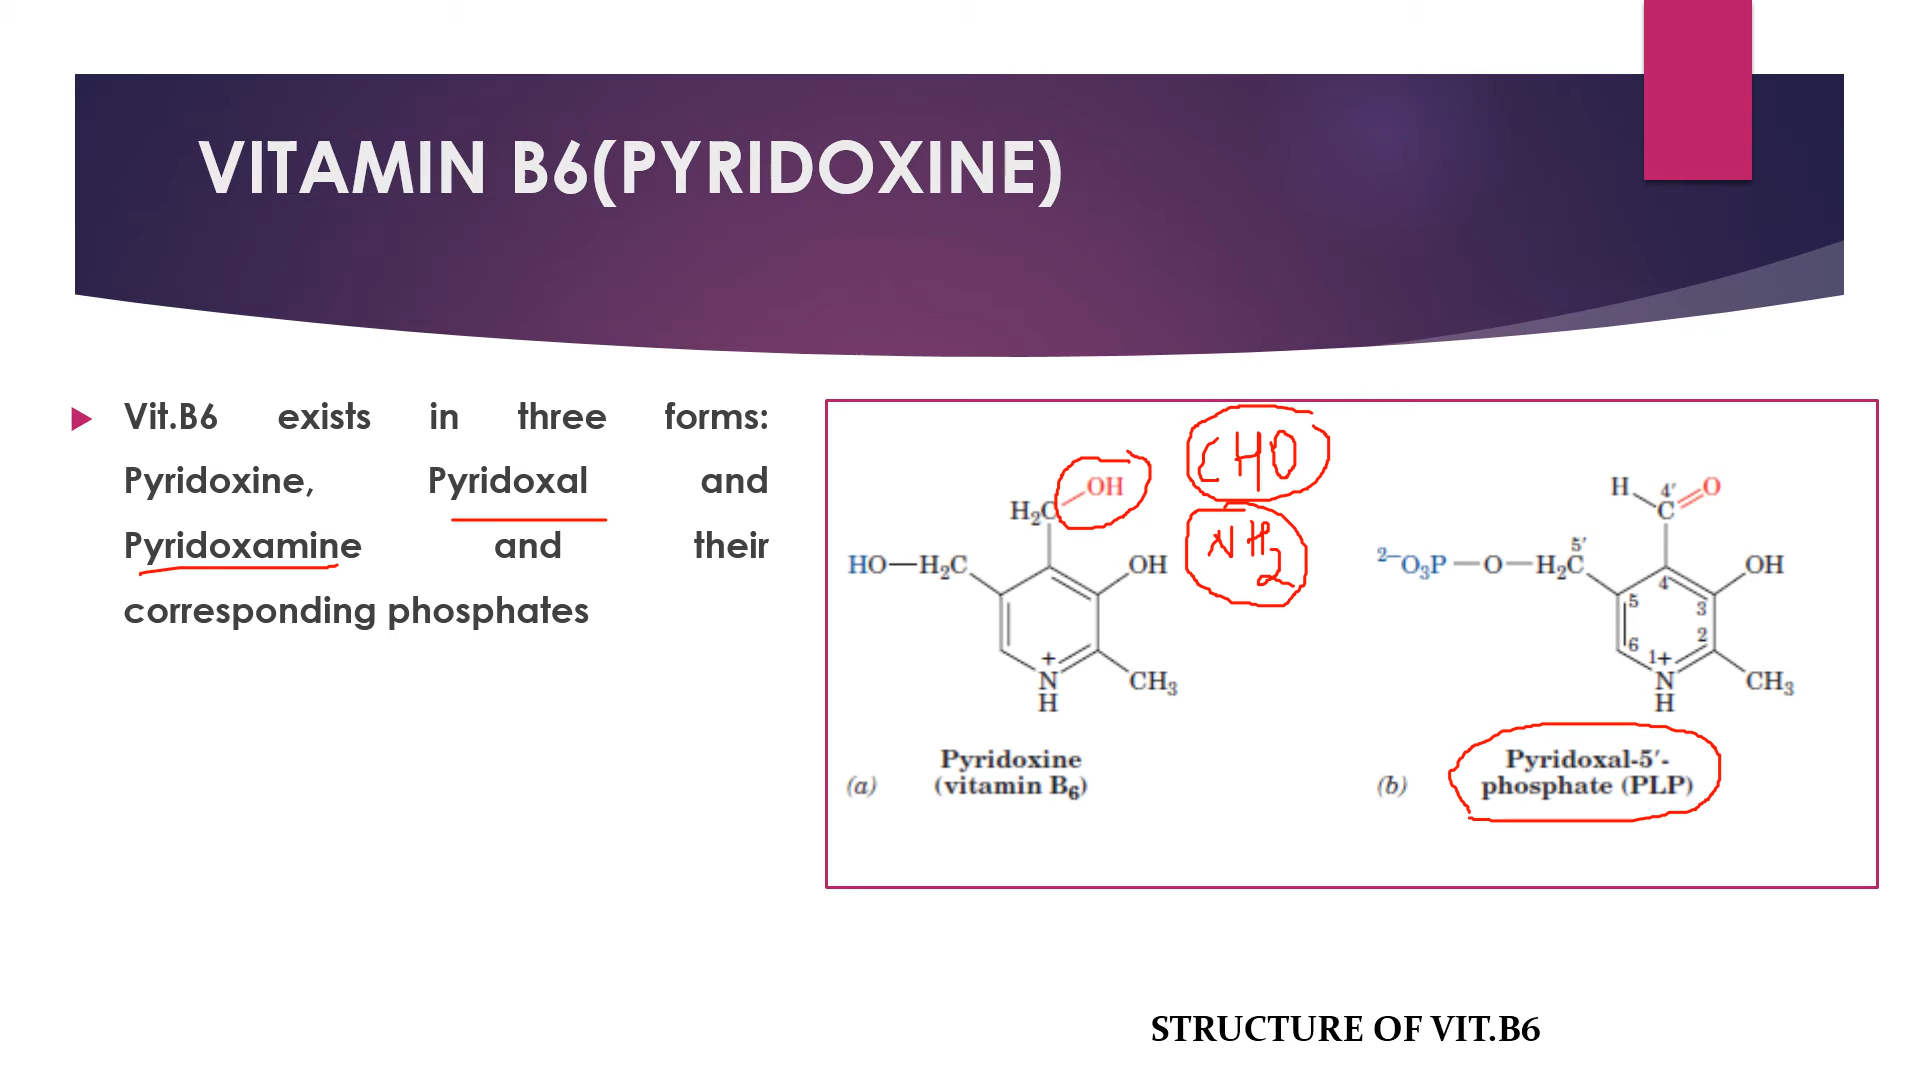 VITAMIN B6(PYRIDOXINE)
Vit.B6 exists in three forms:
Pyridoxine, Pyridoxal and
Pyridoxamine and their
corresponding phosphates
CHO
NH2
OH
H₂C
HO—H₂C
OH
+
N
H
CH₃
Pyridoxine
(a) (vitamin B₆)
H 4′ O
C
5′
²⁻O₃P—O—H₂C
OH
4
5 3
6 2
1+
N
H
CH₃
Pyridoxal-5′-
(b) phosphate (PLP)
STRUCTURE OF VIT.B6